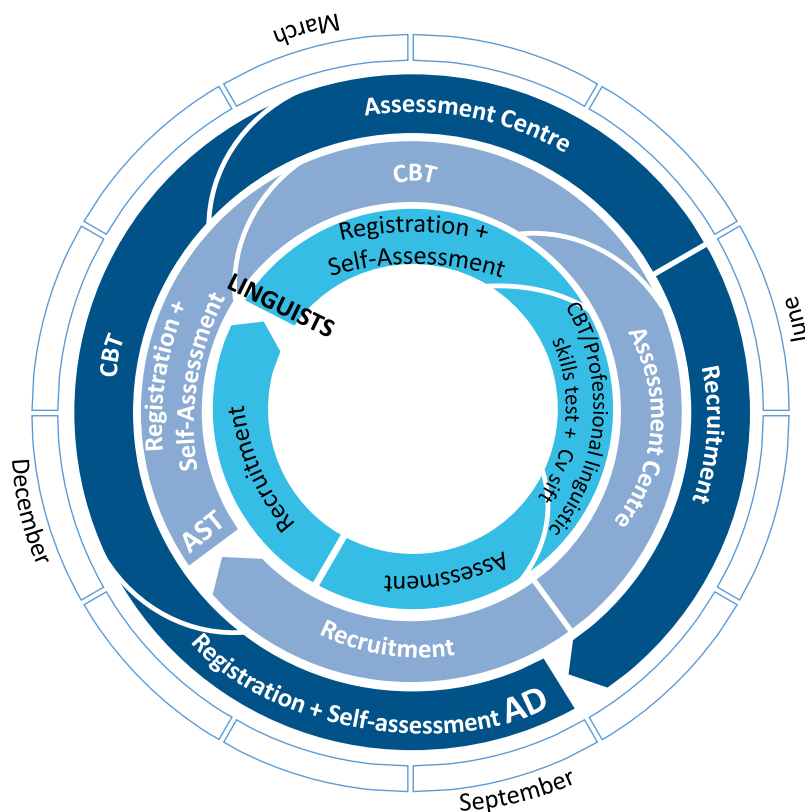 March
June
September
December
Assessment Centre
Recruitment
AD
Registration + Self-assessment
CBT
CBT
Assessment Centre
Recruitment
AST
Registration +
Self-Assessment
LINGUISTS
Registration +
Self-Assessment
CBT/Professional linguistic
skills test + Cv sift
Assessment
Recruitment